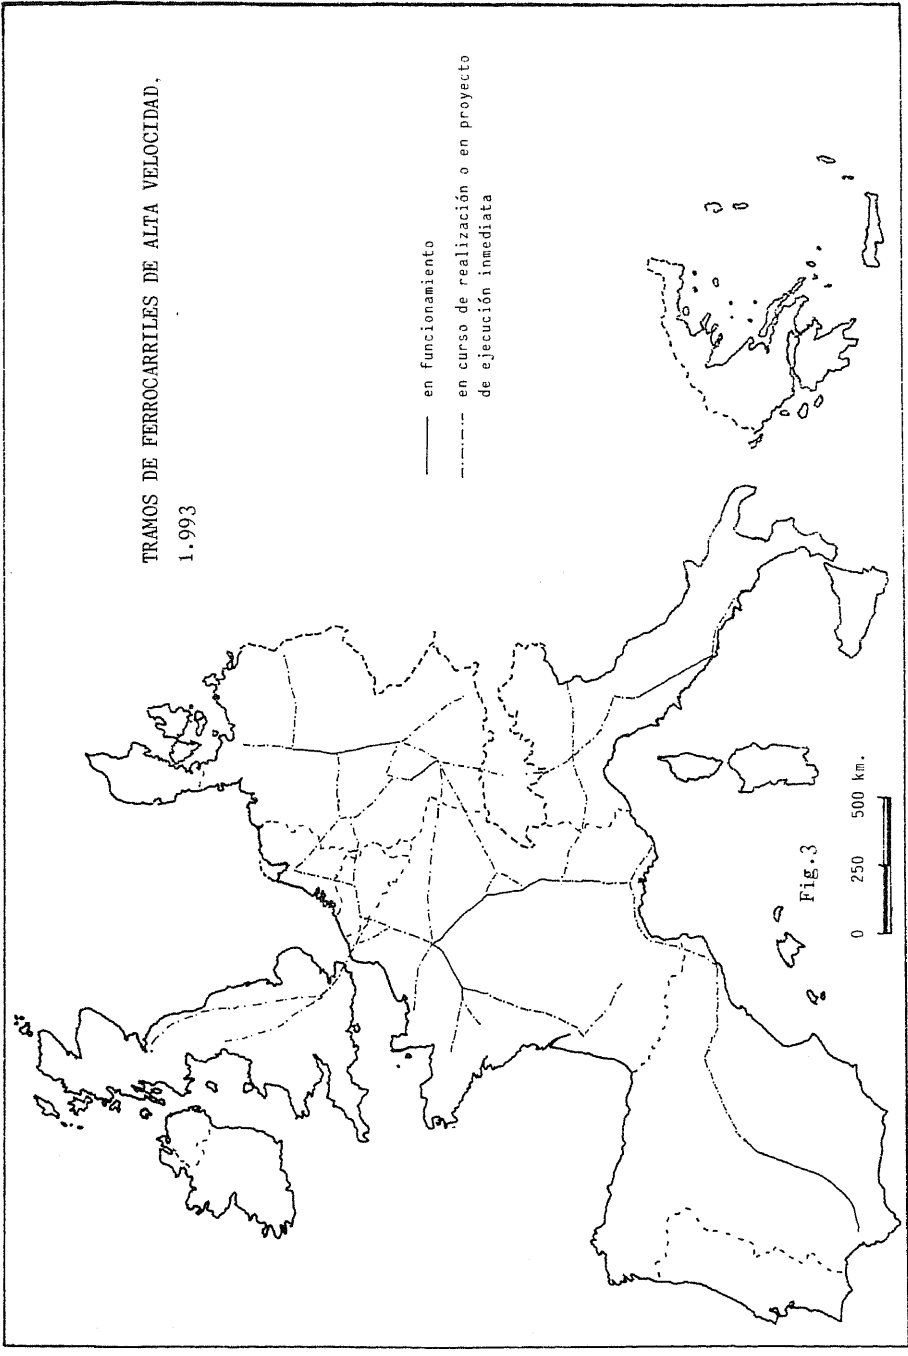 TRAMOS DE FERROCARRILES DE ALTA VELOCIDAD.
1.993
en funcionamiento
en curso de realización o en proyecto
de ejecución inmediata
Fig.3
0 250 500 km.